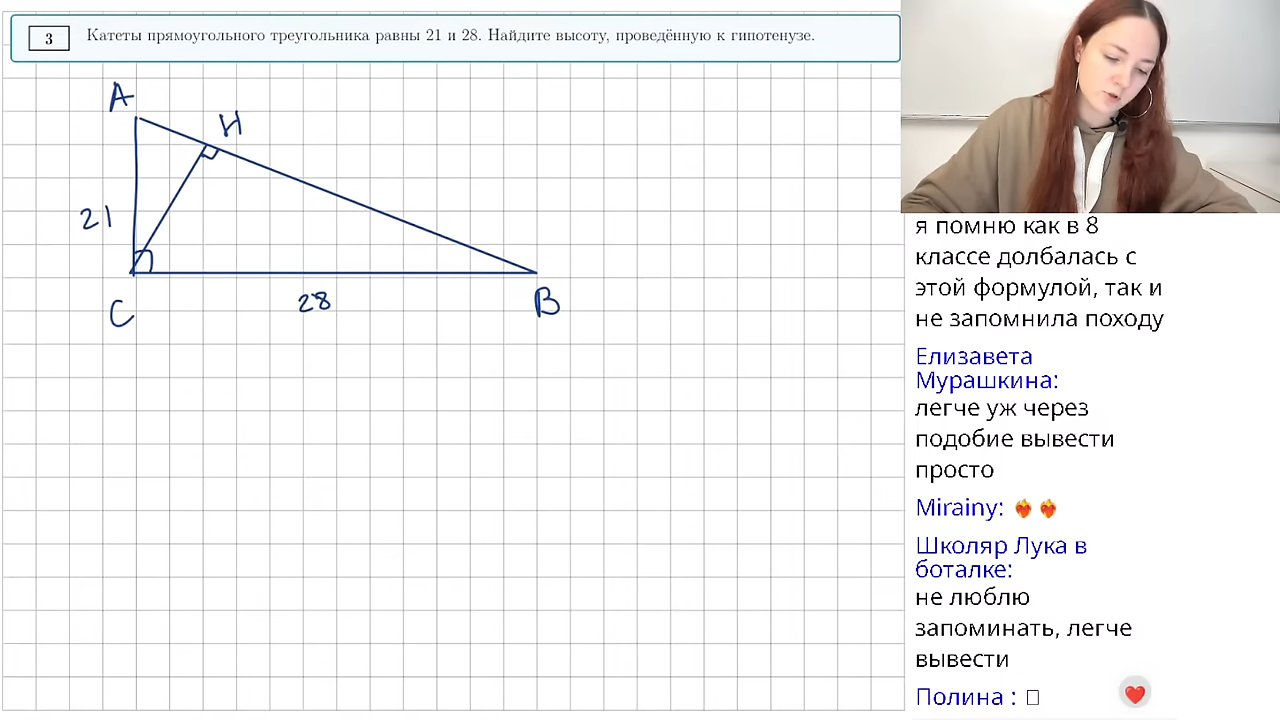 3 Катеты прямоугольного треугольника равны 21 и 28. Найдите высоту, проведённую к гипотенузе.
A
H
21
C
28
B
я помню как в 8
классе долбалась с
этой формулой, так и
не запомнила походу
Елизавета
Мурашкина:
легче уж через
подобие вывести
просто
Mirainy: ❤️‍🔥 ❤️‍🔥
Школяр Лука в
боталке:
не люблю
запоминать, легче
вывести
Полина :